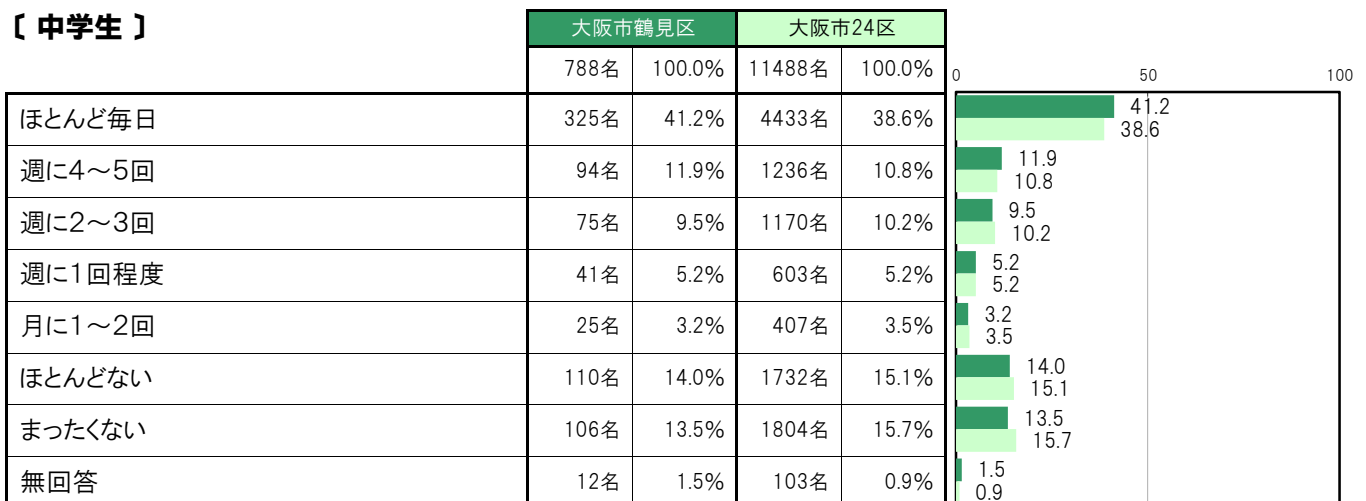 〔 中学生 〕
大阪市鶴見区 大阪市24区
788名 100.0% 11488名 100.0%
0 50 100
ほとんど毎日 325名 41.2% 4433名 38.6% 41.2
38.6
週に4～5回 94名 11.9% 1236名 10.8% 11.9
10.8
週に2～3回 75名 9.5% 1170名 10.2% 9.5
10.2
週に1回程度 41名 5.2% 603名 5.2% 5.2
5.2
月に1～2回 25名 3.2% 407名 3.5% 3.2
3.5
ほとんどない 110名 14.0% 1732名 15.1% 14.0
15.1
まったくない 106名 13.5% 1804名 15.7% 13.5
15.7
無回答 12名 1.5% 103名 0.9% 1.5
0.9